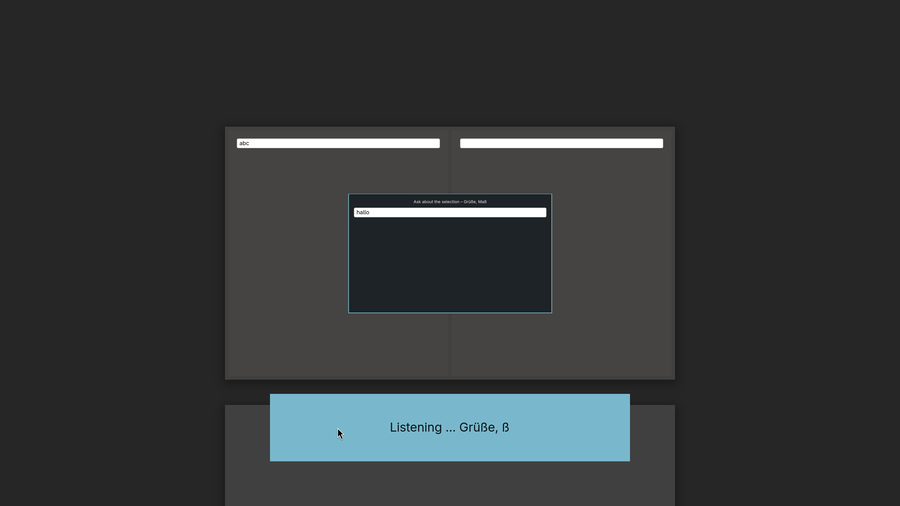 abc
Ask about the selection – Grüße, Maß
hallo
Listening ... Grüße, ß